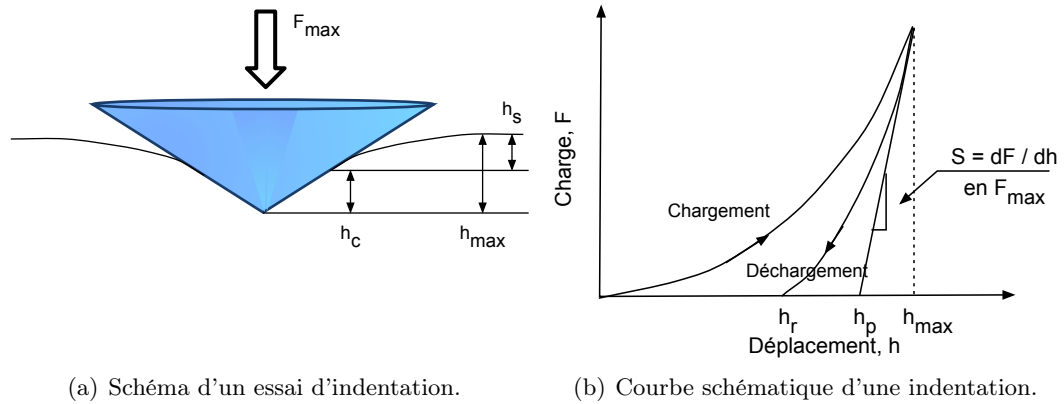 F_max
h_s
h_c
h_max
(a) Schéma d'un essai d'indentation.
Charge, F
S = dF / dh
en F_max
Chargement
Déchargement
h_r
h_p
h_max
Déplacement, h
(b) Courbe schématique d'une indentation.